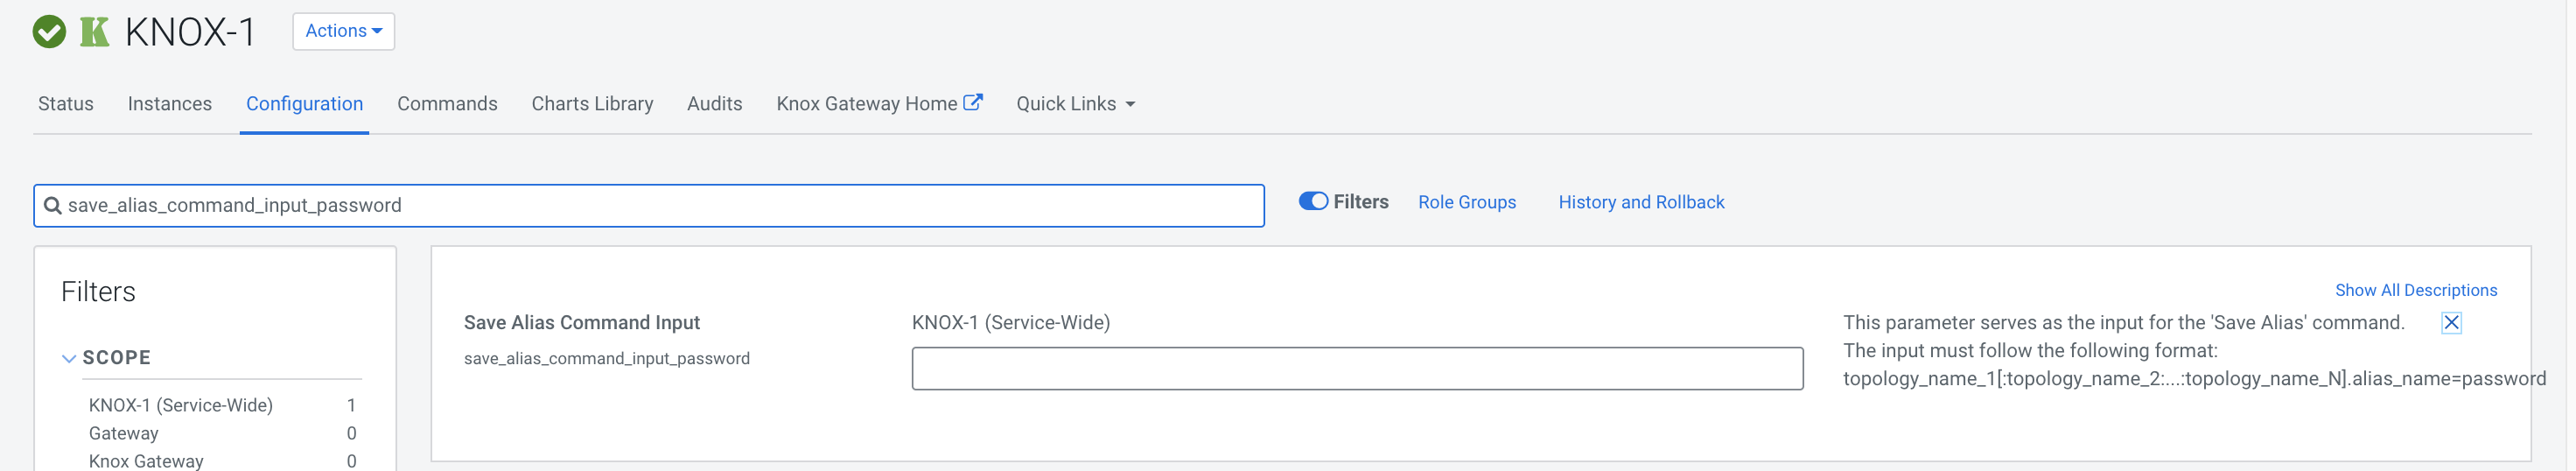 KNOX-1 Actions
Status Instances Configuration Commands Charts Library Audits Knox Gateway Home Quick Links
save_alias_command_input_password Filters Role Groups History and Rollback
Filters
SCOPE
KNOX-1 (Service-Wide) 1
Gateway 0
Knox Gateway 0
Show All Descriptions
Save Alias Command Input
save_alias_command_input_password
KNOX-1 (Service-Wide)
This parameter serves as the input for the 'Save Alias' command.
The input must follow the following format:
topology_name_1[:topology_name_2:...:topology_name_N].alias_name=password